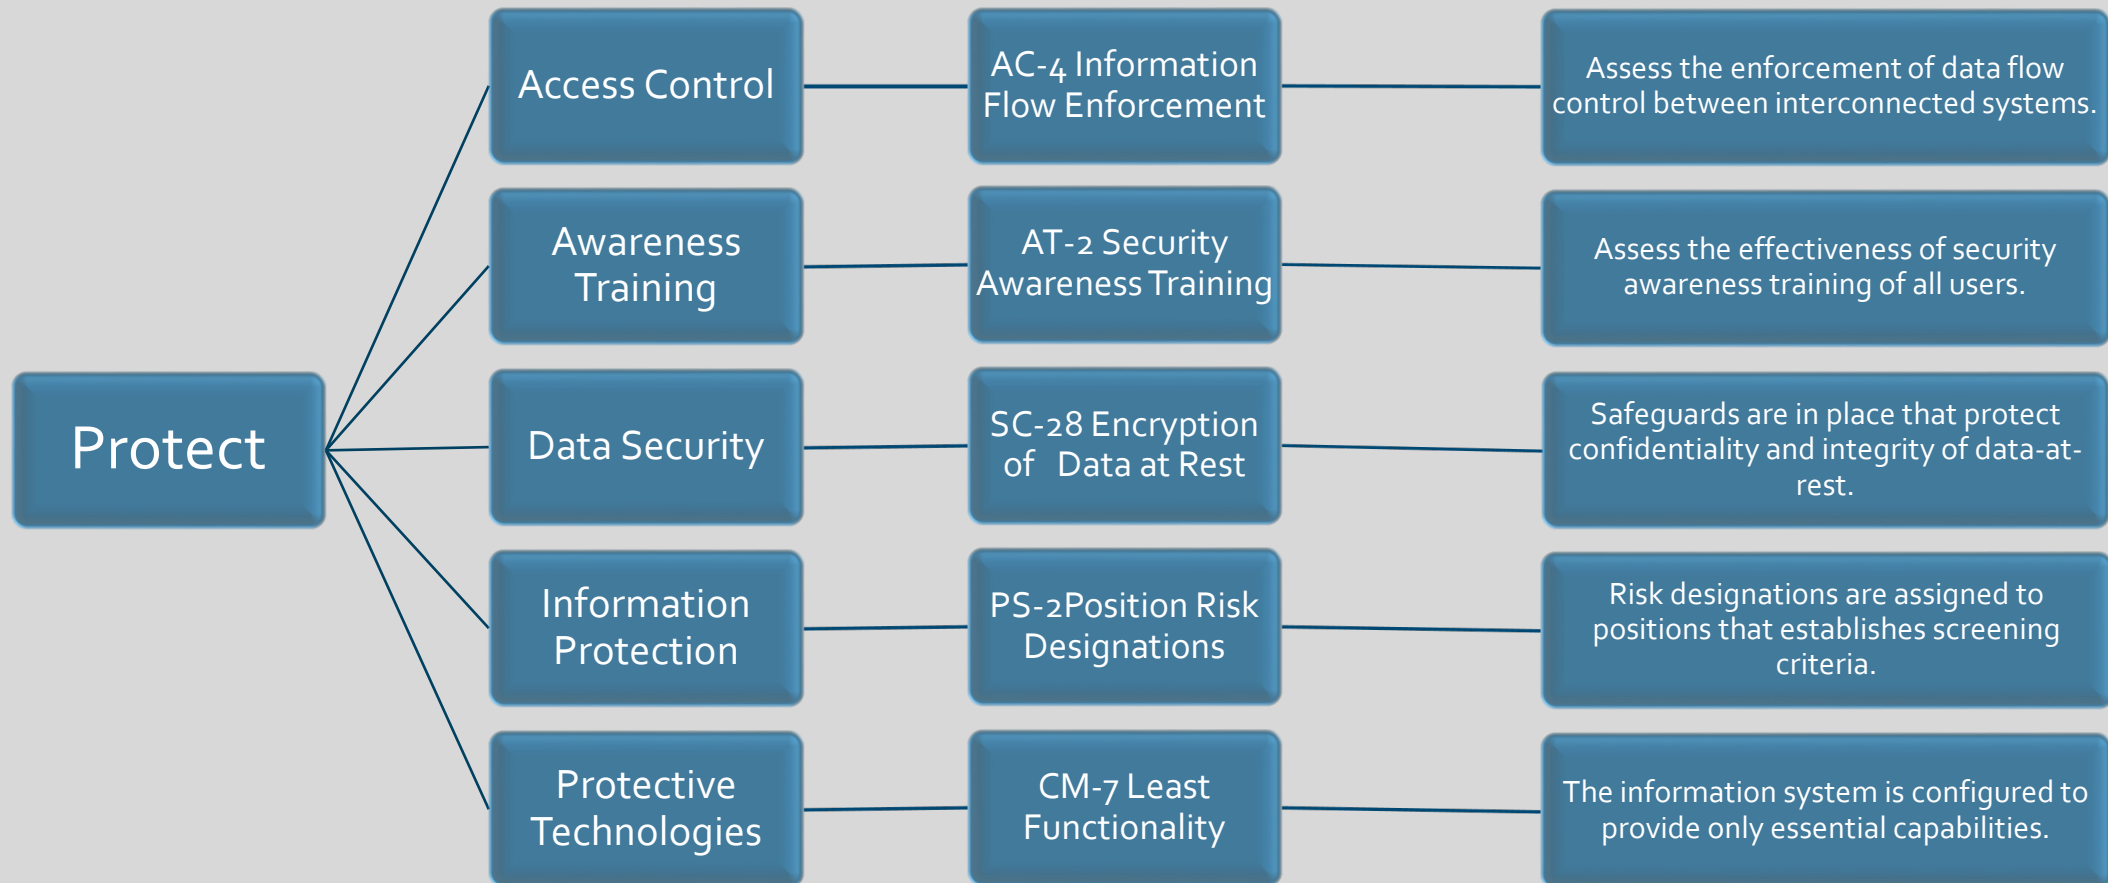 Protect
Access Control
AC-4 Information
Flow Enforcement
Assess the enforcement of data flow
control between interconnected systems.
Awareness
Training
AT-2 Security
Awareness Training
Assess the effectiveness of security
awareness training of all users.
Data Security
SC-28 Encryption
of Data at Rest
Safeguards are in place that protect
confidentiality and integrity of data-at-
rest.
Information
Protection
PS-2Position Risk
Designations
Risk designations are assigned to
positions that establishes screening
criteria.
Protective
Technologies
CM-7 Least
Functionality
The information system is configured to
provide only essential capabilities.